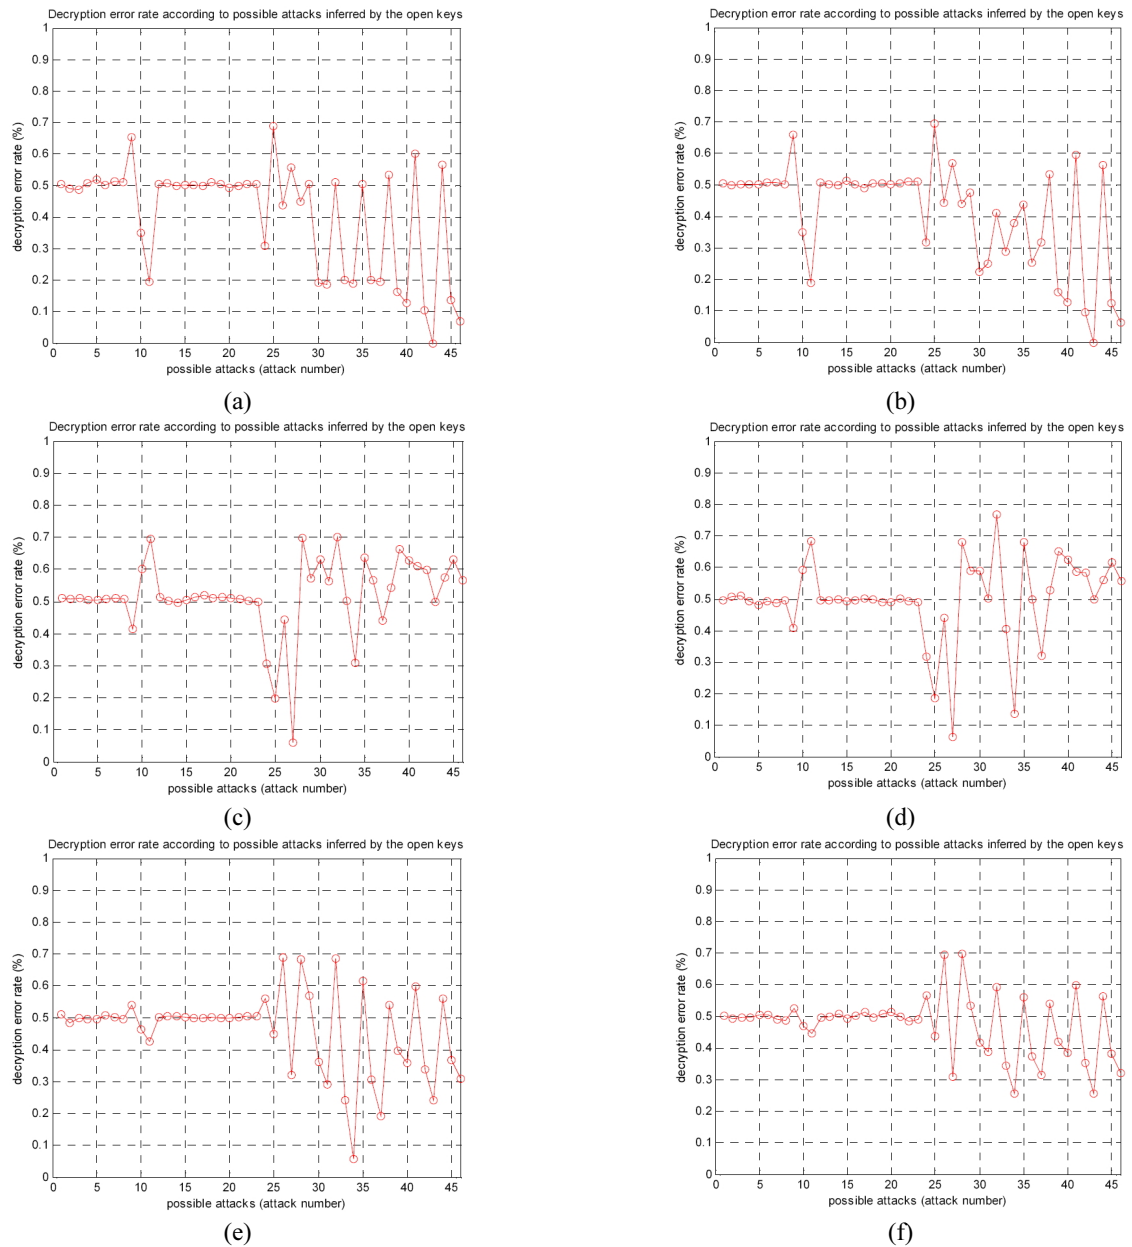 Decryption error rate according to possible attacks inferred by the open keys
1
0.9
0.8
0.7
0.6
0.5
0.4
0.3
0.2
0.1
0
decryption error rate (%)
0 5 10 15 20 25 30 35 40 45
possible attacks (attack number)
(a)
Decryption error rate according to possible attacks inferred by the open keys
1
0.9
0.8
0.7
0.6
0.5
0.4
0.3
0.2
0.1
0
decryption error rate (%)
0 5 10 15 20 25 30 35 40 45
possible attacks (attack number)
(b)
Decryption error rate according to possible attacks inferred by the open keys
1
0.9
0.8
0.7
0.6
0.5
0.4
0.3
0.2
0.1
0
decryption error rate (%)
0 5 10 15 20 25 30 35 40 45
possible attacks (attack number)
(c)
Decryption error rate according to possible attacks inferred by the open keys
1
0.9
0.8
0.7
0.6
0.5
0.4
0.3
0.2
0.1
0
decryption error rate (%)
0 5 10 15 20 25 30 35 40 45
possible attacks (attack number)
(d)
Decryption error rate according to possible attacks inferred by the open keys
1
0.9
0.8
0.7
0.6
0.5
0.4
0.3
0.2
0.1
0
decryption error rate (%)
0 5 10 15 20 25 30 35 40 45
possible attacks (attack number)
(e)
Decryption error rate according to possible attacks inferred by the open keys
1
0.9
0.8
0.7
0.6
0.5
0.4
0.3
0.2
0.1
0
decryption error rate (%)
0 5 10 15 20 25 30 35 40 45
possible attacks (attack number)
(f)